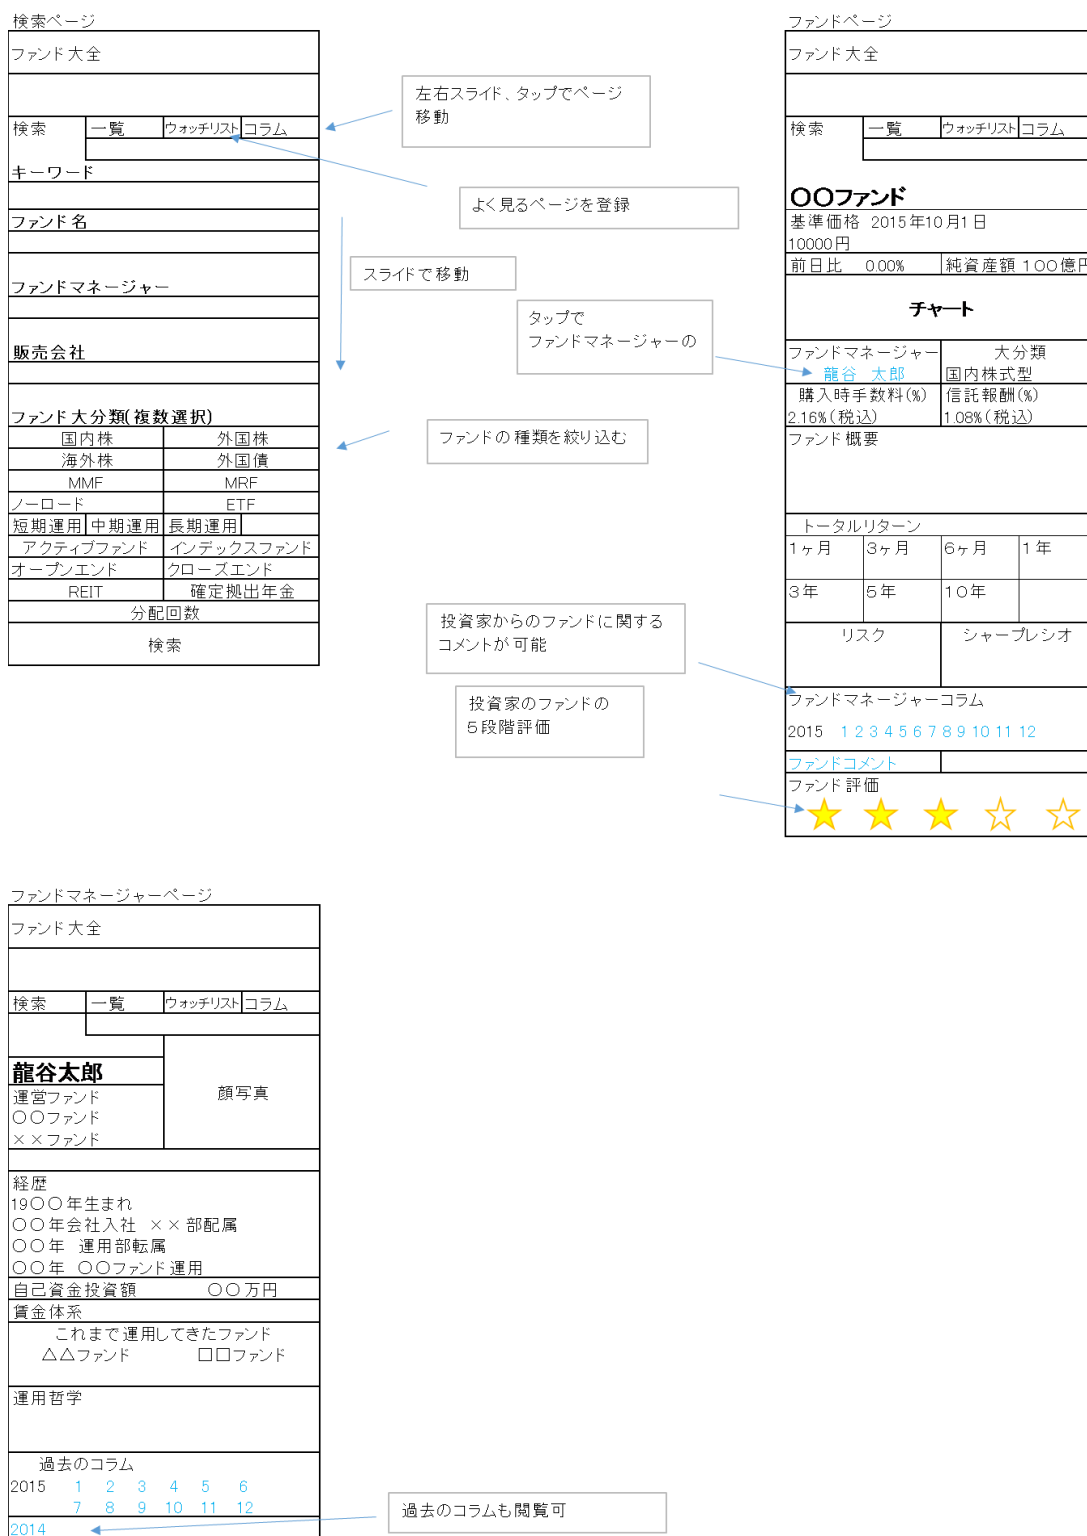 検索ページ
ファンド大全
検索 一覧 ウォッチリスト コラム
キーワード
ファンド名
ファンドマネージャー
販売会社
ファンド大分類(複数選択)
国内株 外国株
海外株 外国債
MMF MRF
ノーロード ETF
短期運用 中期運用 長期運用
アクティブファンド インデックスファンド
オープンエンド クローズエンド
REIT 確定拠出年金
分配回数
検索
左右スライド、タップでページ
移動
よく見るページを登録
スライドで移動
タップで
ファンドマネージャーの
ファンドの種類を絞り込む
投資家からのファンドに関する
コメントが可能
投資家のファンドの
５段階評価
ファンドページ
ファンド大全
検索 一覧 ウォッチリスト コラム
〇〇ファンド
基準価格 2015年10月1日
10000円
前日比 0.00% 純資産額 １００億円
チャート
ファンドマネージャー 大分類
龍谷 太郎 国内株式型
購入時手数料(%) 信託報酬(%)
2.16%(税込) 1.08%(税込)
ファンド概要
トータルリターン
1ヶ月 3ヶ月 6ヶ月 1年
3年 5年 １０年
リスク シャープレシオ
ファンドマネージャーコラム
2015 1 2 3 4 5 6 7 8 9 10 11 12
ファンドコメント
ファンド評価
ファンドマネージャーページ
ファンド大全
検索 一覧 ウォッチリスト コラム
龍谷太郎
顔写真
運営ファンド
〇〇ファンド
××ファンド
経歴
19〇〇年生まれ
〇〇年会社入社 ××部配属
〇〇年 運用部転属
〇〇年 〇〇ファンド運用
自己資金投資額 〇〇万円
賃金体系
これまで運用してきたファンド
△△ファンド □□ファンド
運用哲学
過去のコラム
2015 1 2 3 4 5 6
7 8 9 10 11 12
2014
過去のコラムも閲覧可